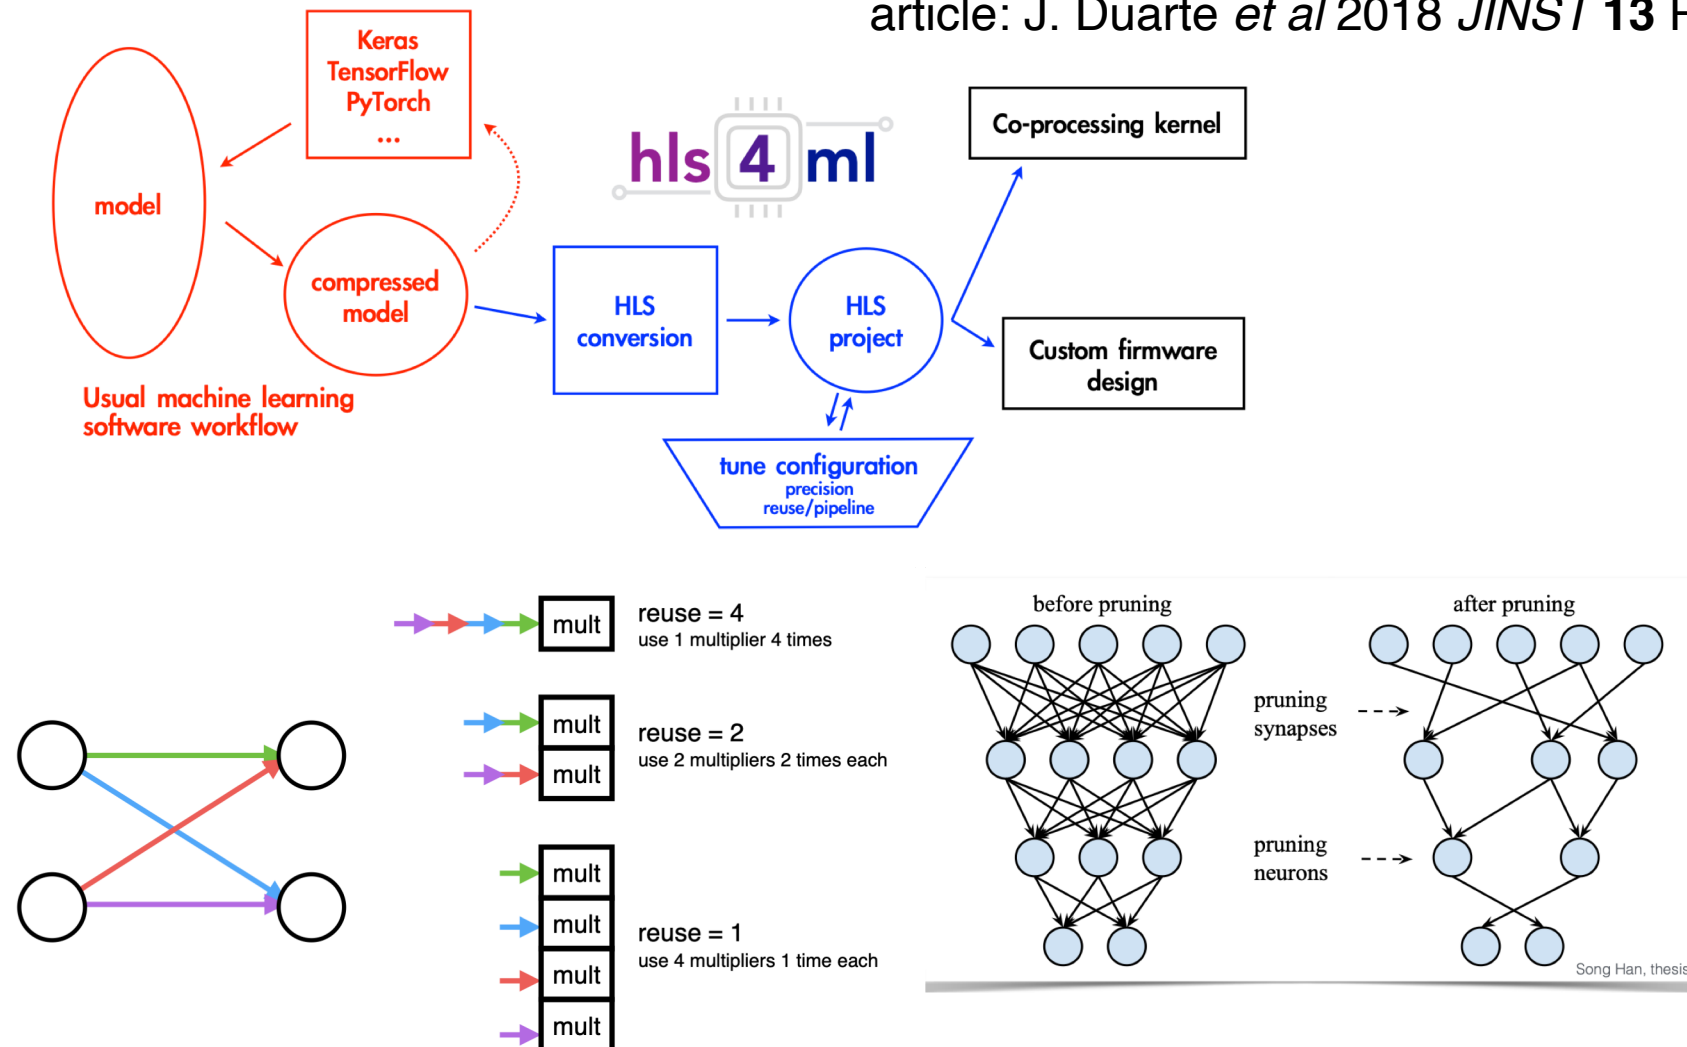 article: J. Duarte et al 2018 JINST 13 P
Keras
TensorFlow
PyTorch
...
model
compressed
model
Usual machine learning
software workflow
hls 4 ml
HLS
conversion
HLS
project
tune configuration
precision
reuse/pipeline
Co-processing kernel
Custom firmware
design
mult
reuse = 4
use 1 multiplier 4 times
mult
mult
reuse = 2
use 2 multipliers 2 times each
mult
mult
mult
mult
reuse = 1
use 4 multipliers 1 time each
before pruning
after pruning
pruning
synapses
pruning
neurons
Song Han, thesis